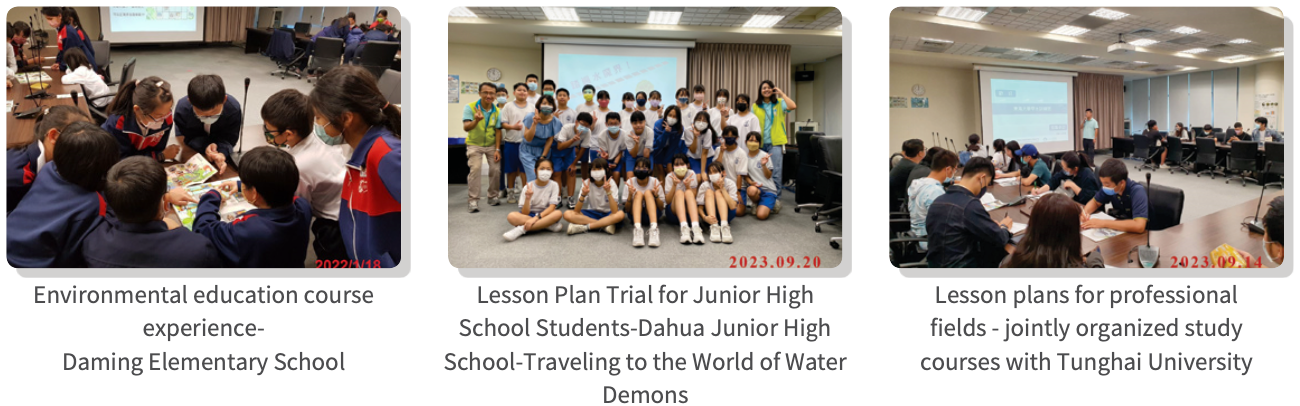 2022/1/18
2023.09.20
2023.09.14
Environmental education course
experience-
Daming Elementary School
Lesson Plan Trial for Junior High
School Students-Dahua Junior High
School-Traveling to the World of Water
Demons
Lesson plans for professional
fields - jointly organized study
courses with Tunghai University